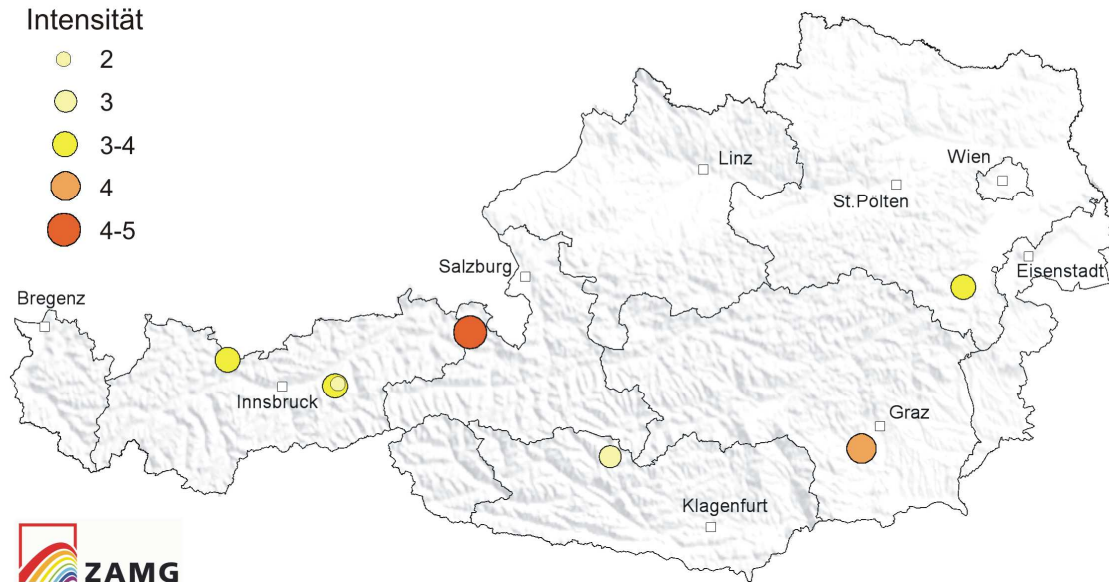 Intensität
2
3
3-4
4
4-5
Linz
Wien
St.Polten
Salzburg
Eisenstadt
Bregenz
Innsbruck
Graz
Klagenfurt
ZAMG